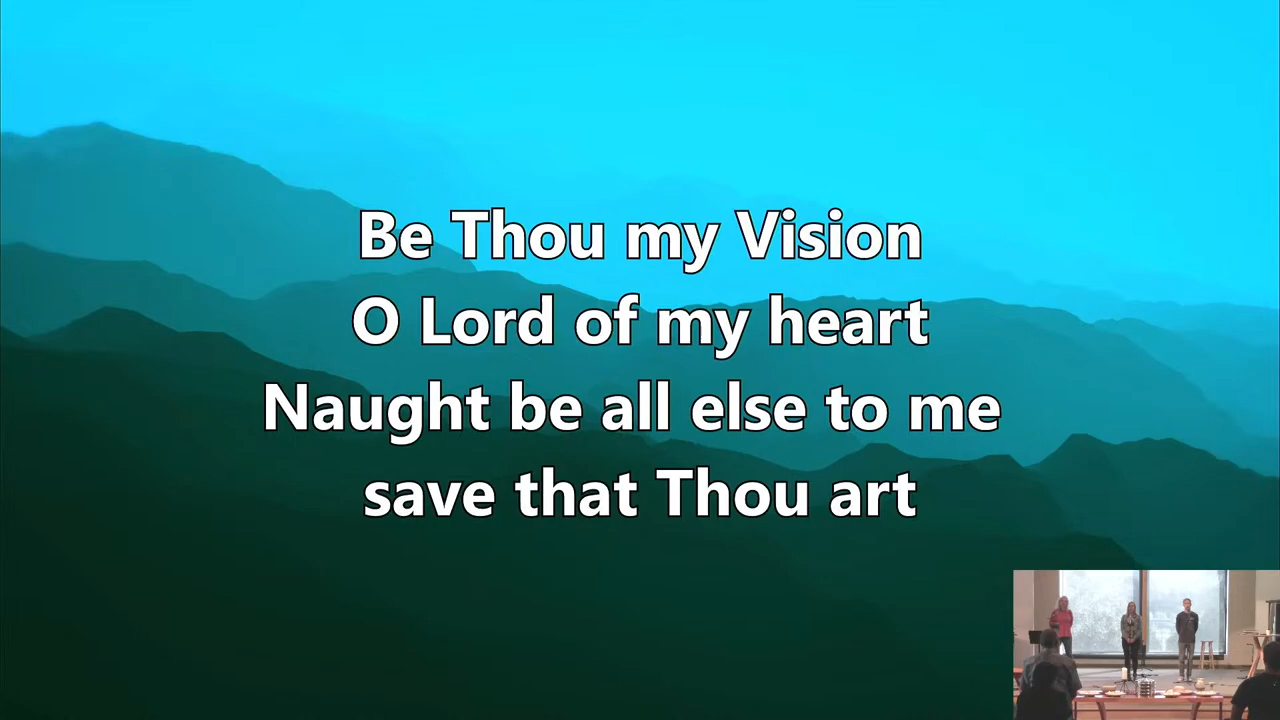 Be Thou my Vision
O Lord of my heart
Naught be all else to me
save that Thou art